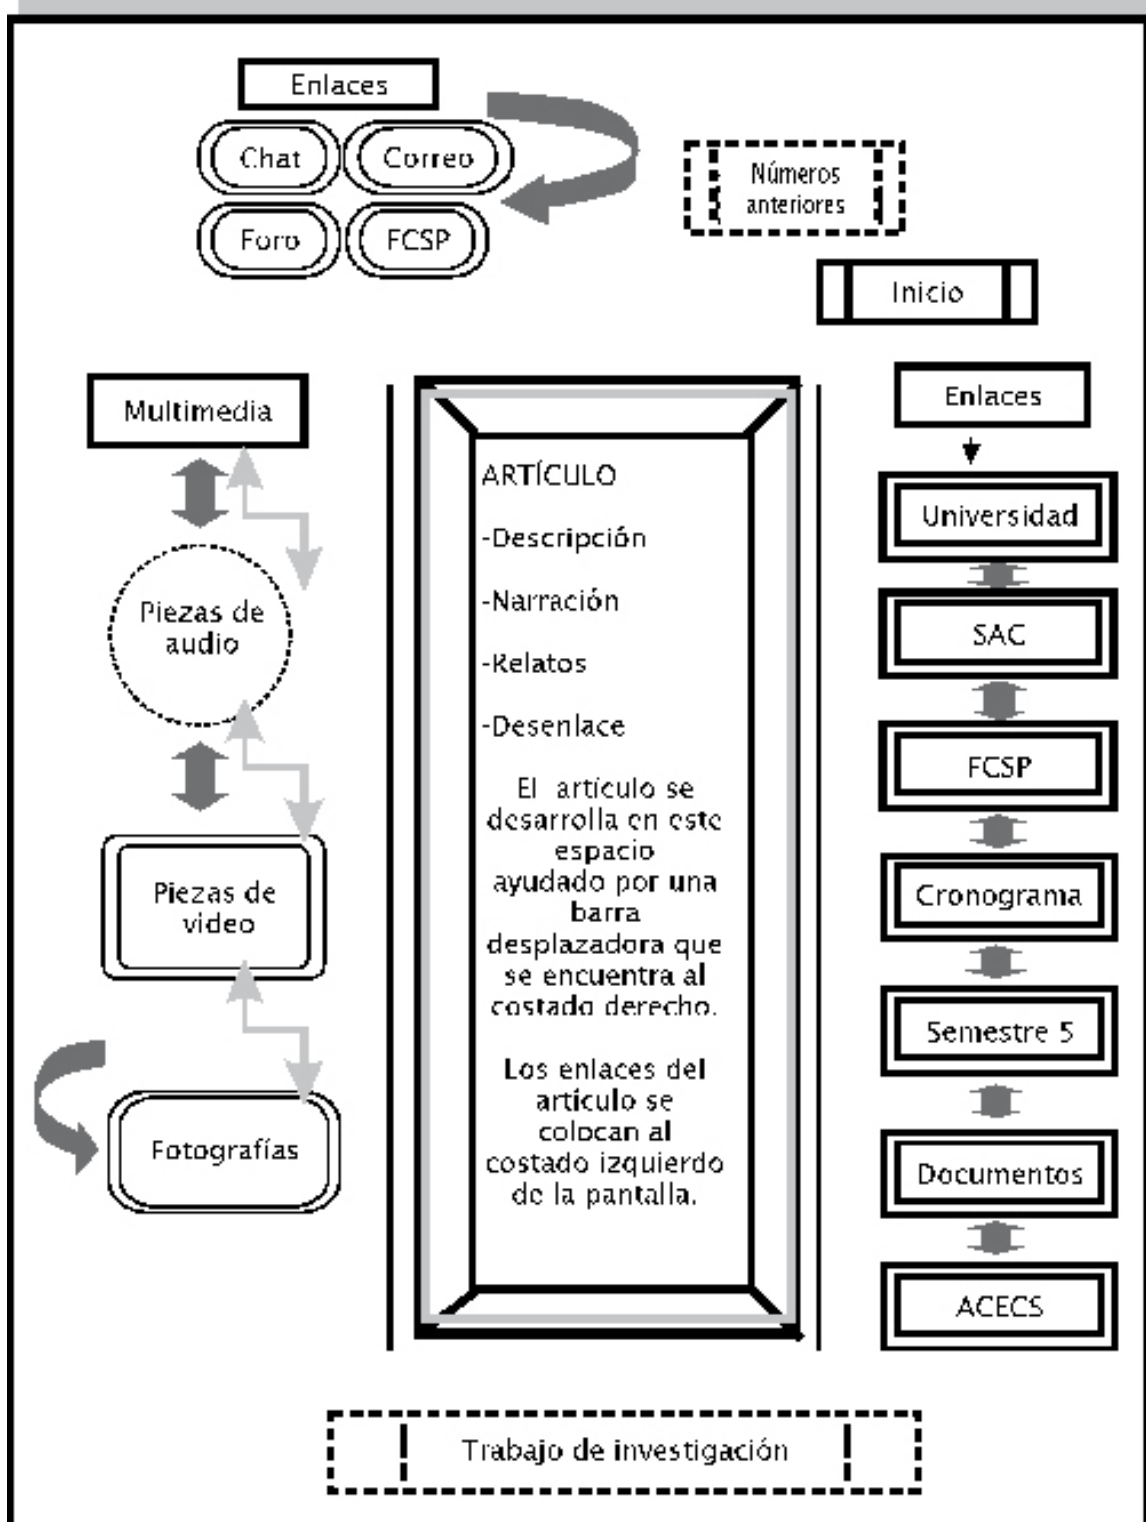 Enlaces
Chat
Correo
Foro
FCSP
Números
anteriores
Inicio
Multimedia
Piezas de
audio
Piezas de
video
Fotografías
ARTÍCULO
-Descripción
-Narración
-Relatos
-Desenlace
El artículo se
desarrolla en este
espacio
ayudado por una
barra
desplazadora que
se encuentra al
costado derecho.
Los enlaces del
artículo se
colocan al
costado izquierdo
de la pantalla.
Enlaces
Universidad
SAC
FCSP
Cronograma
Semestre 5
Documentos
ACECS
Trabajo de investigación